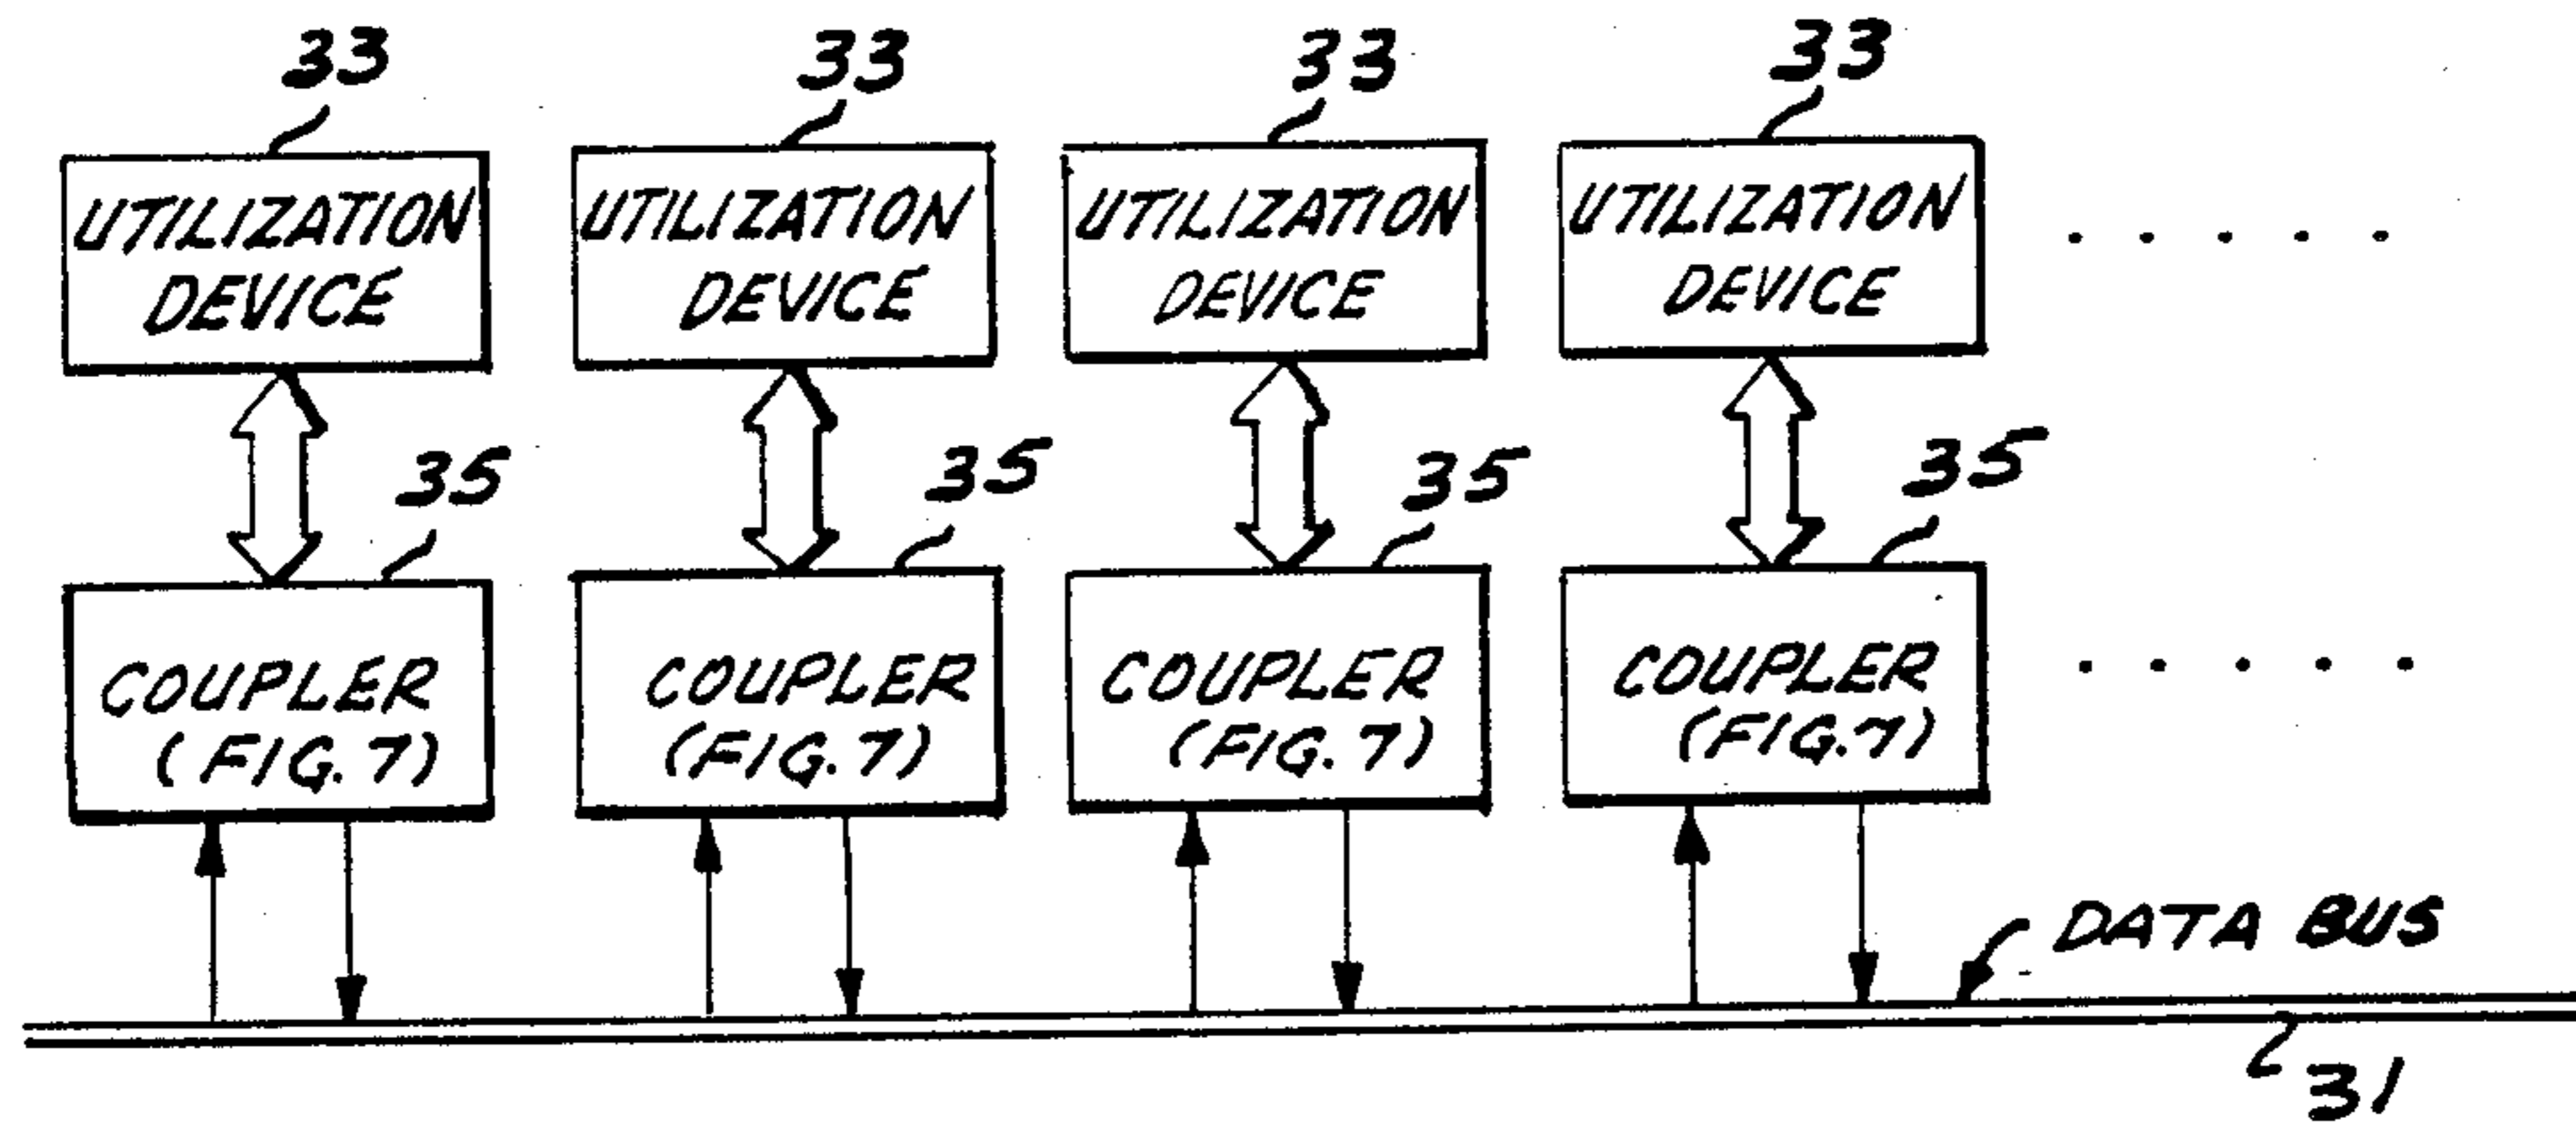 33 33 33 33
UTILIZATION DEVICE
UTILIZATION DEVICE
UTILIZATION DEVICE
UTILIZATION DEVICE
. . . . .
35 35 35 35
COUPLER (FIG. 7)
COUPLER (FIG. 7)
COUPLER (FIG. 7)
COUPLER (FIG. 7)
. . . . .
DATA BUS
31